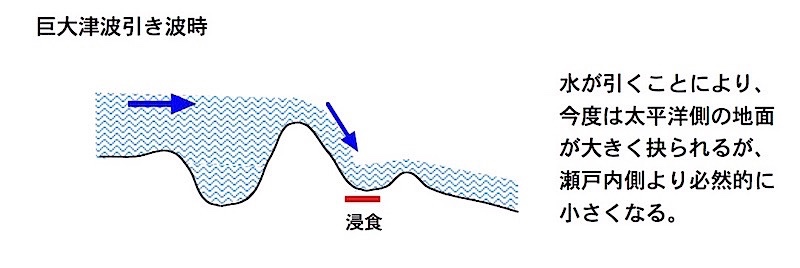 巨大津波引き波時
水が引くことにより、
今度は太平洋側の地面
が大きく抉られるが、
瀬戸内側より必然的に
小さくなる。
浸食